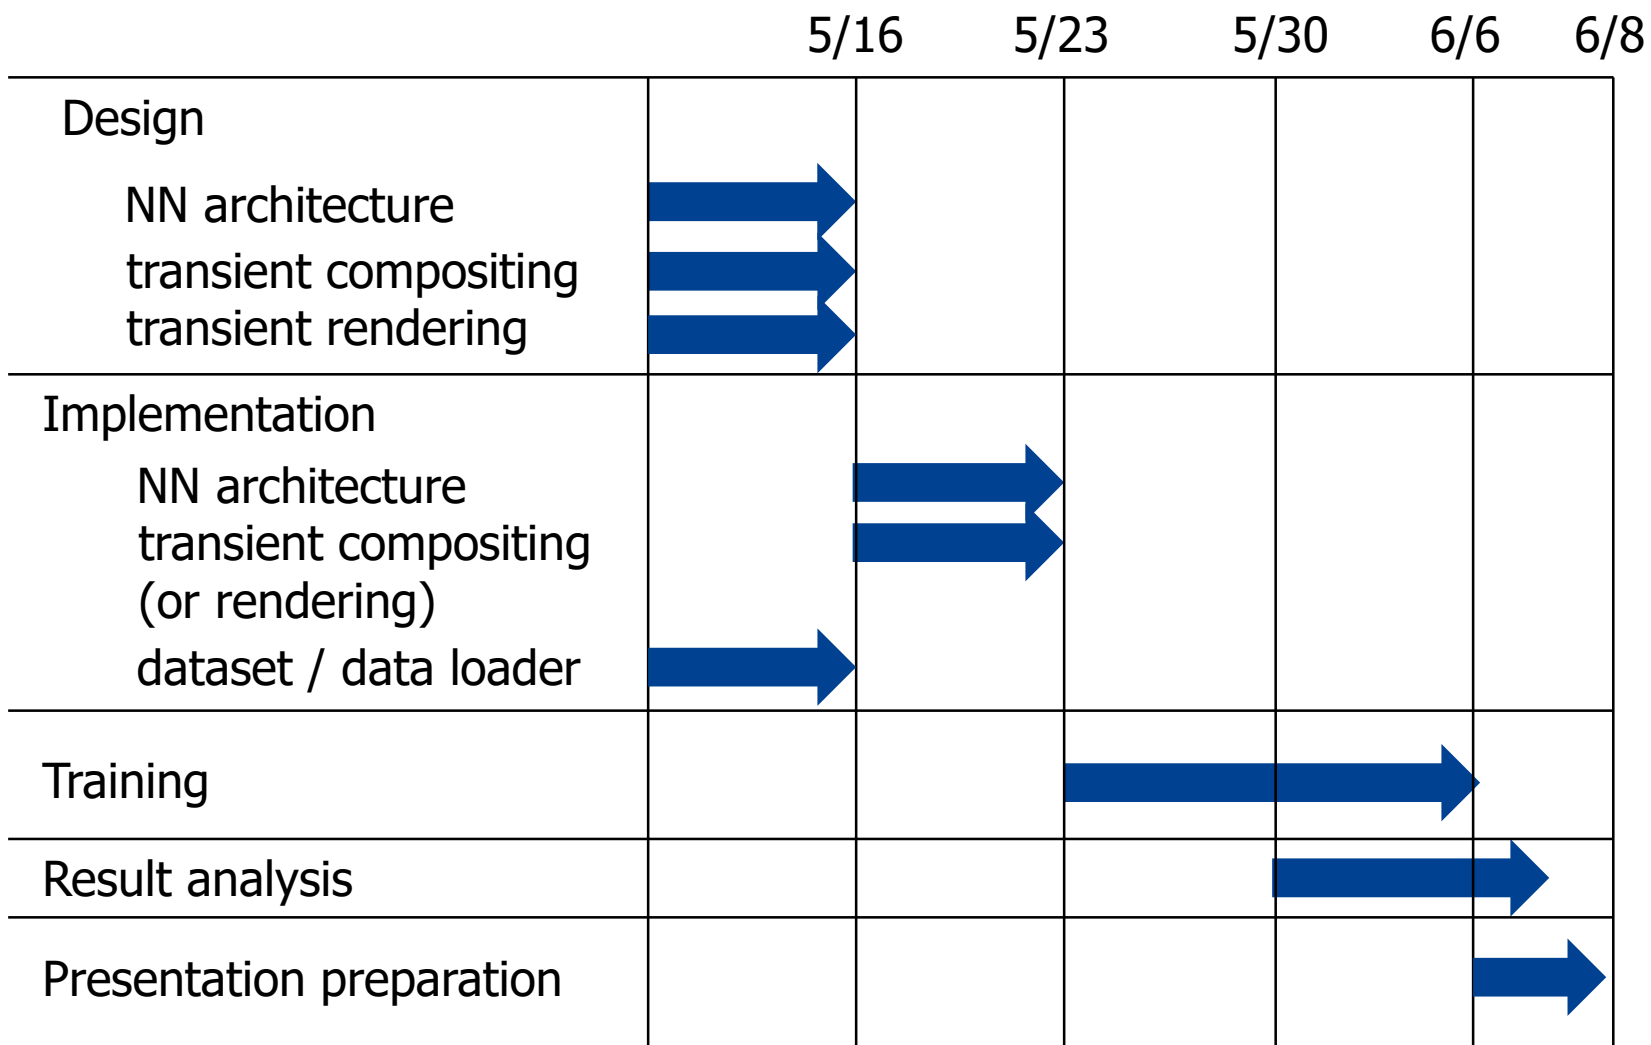 5/16 5/23 5/30 6/6 6/8
Design
NN architecture
transient compositing
transient rendering
Implementation
NN architecture
transient compositing
(or rendering)
dataset / data loader
Training
Result analysis
Presentation preparation